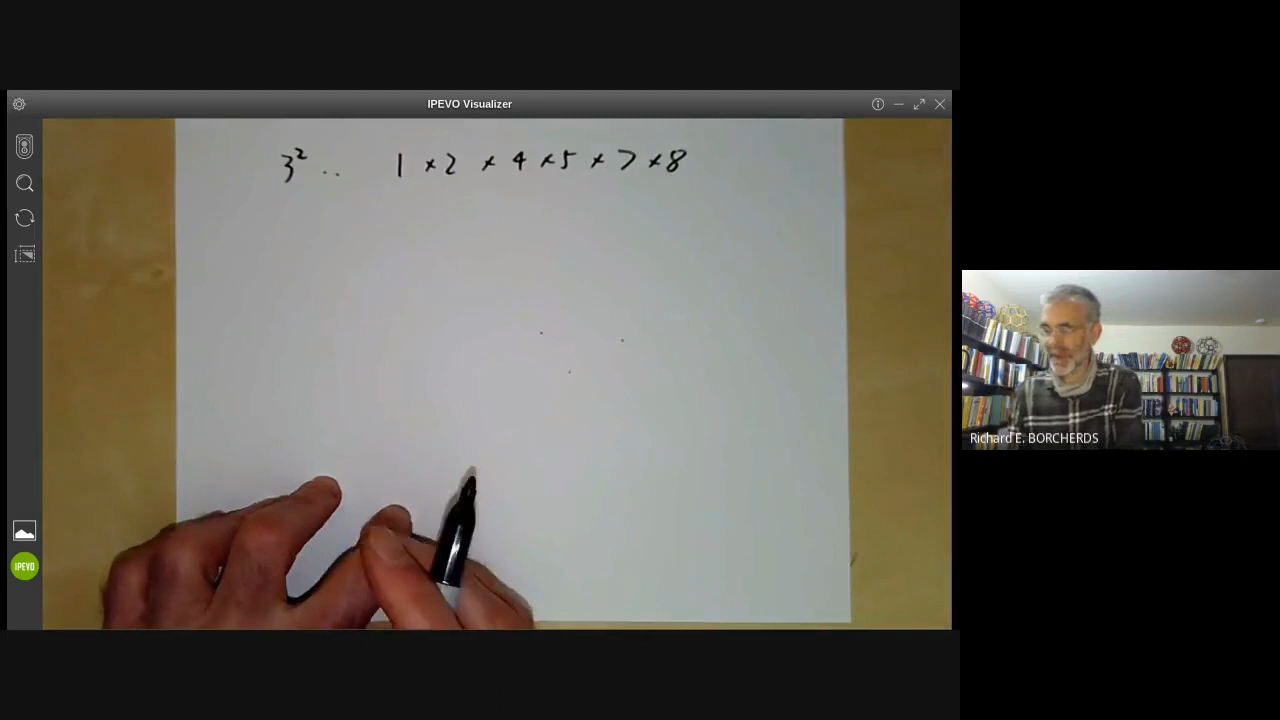 IPEVO Visualizer
3² .. 1 × 2 × 4 × 5 × 7 × 8
iPEVO
Richard E. BORCHERDS